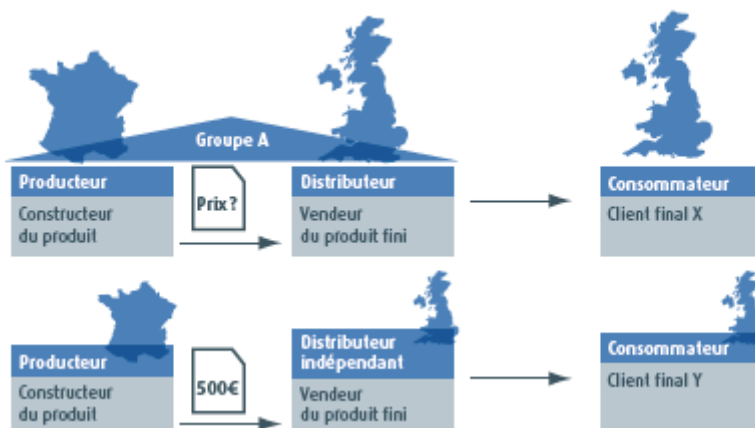 Groupe A
Producteur
Constructeur
du produit
Prix ?
Distributeur
Vendeur
du produit fini
Consommateur
Client final X
Producteur
Constructeur
du produit
500€
Distributeur
indépendant
Vendeur
du produit fini
Consommateur
Client final Y